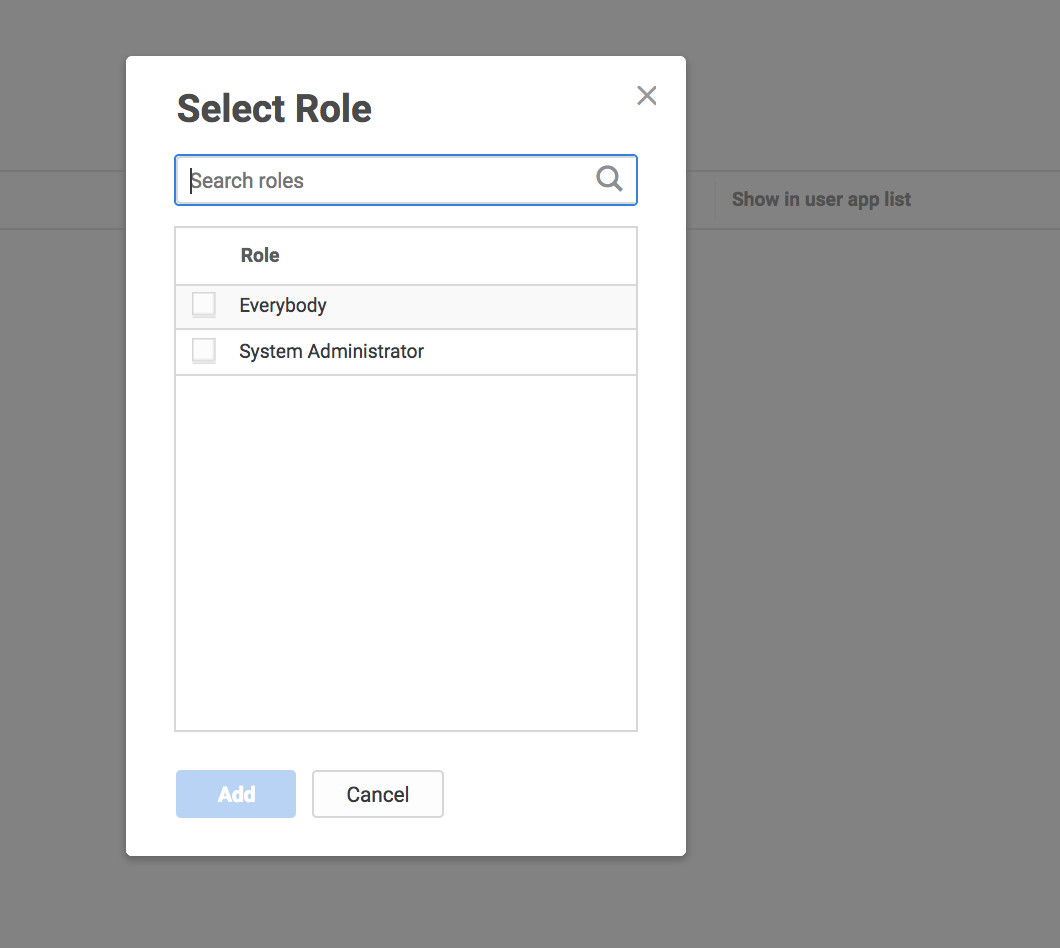 Select Role
Search roles
Show in user app list
Role
Everybody
System Administrator
Add
Cancel